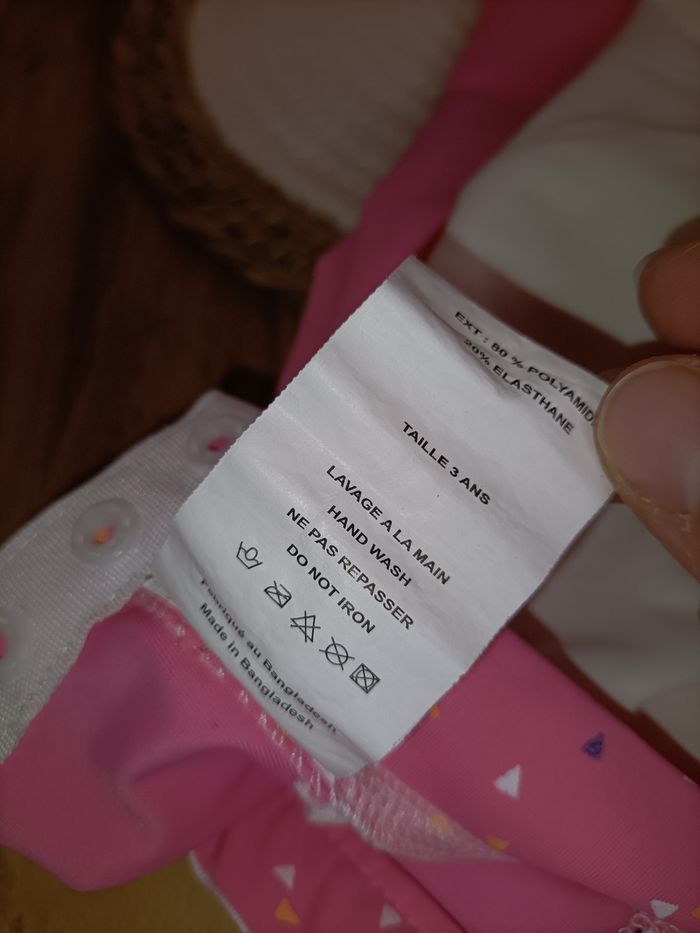 EXT : 80 % POLYAMID
20% ELASTHANE
TAILLE 3 ANS
LAVAGE A LA MAIN
HAND WASH
NE PAS REPASSER
DO NOT IRON
Fabriqué au Bangladesh
Made in Bangladesh